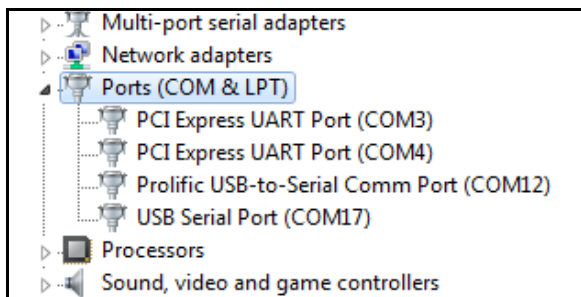 Multi-port serial adapters
Network adapters
Ports (COM & LPT)
PCI Express UART Port (COM3)
PCI Express UART Port (COM4)
Prolific USB-to-Serial Comm Port (COM12)
USB Serial Port (COM17)
Processors
Sound, video and game controllers